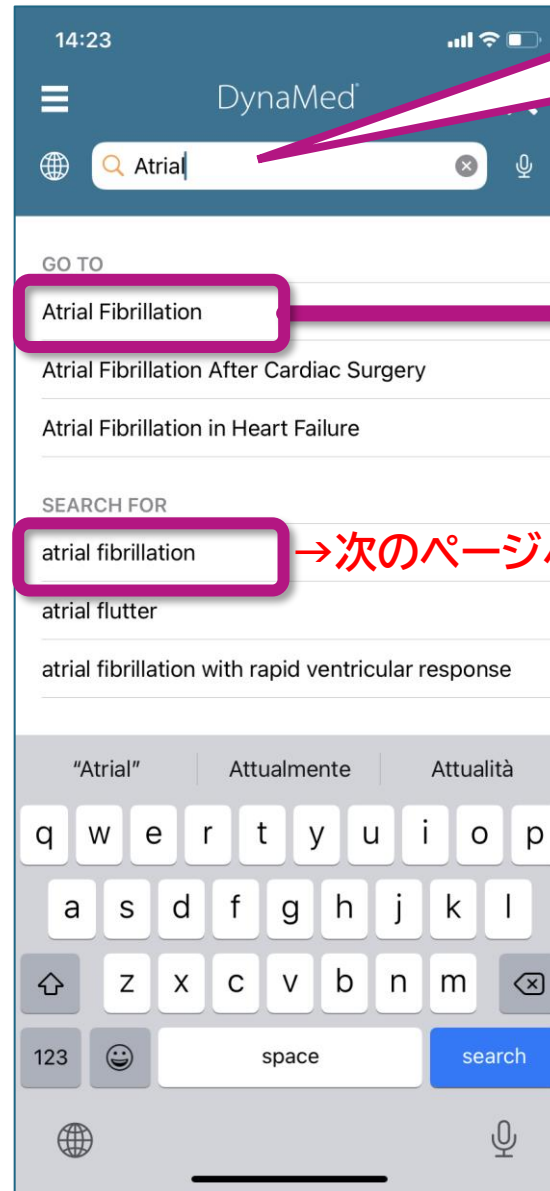 14:23
DynaMed
Atrial
GO TO
Atrial Fibrillation
Atrial Fibrillation After Cardiac Surgery
Atrial Fibrillation in Heart Failure
SEARCH FOR
atrial fibrillation →次のページへ
atrial flutter
atrial fibrillation with rapid ventricular response
“Atrial” Attualmente Attualità
q w e r t y u i o p
a s d f g h j k l
z x c v b n m
123 space search